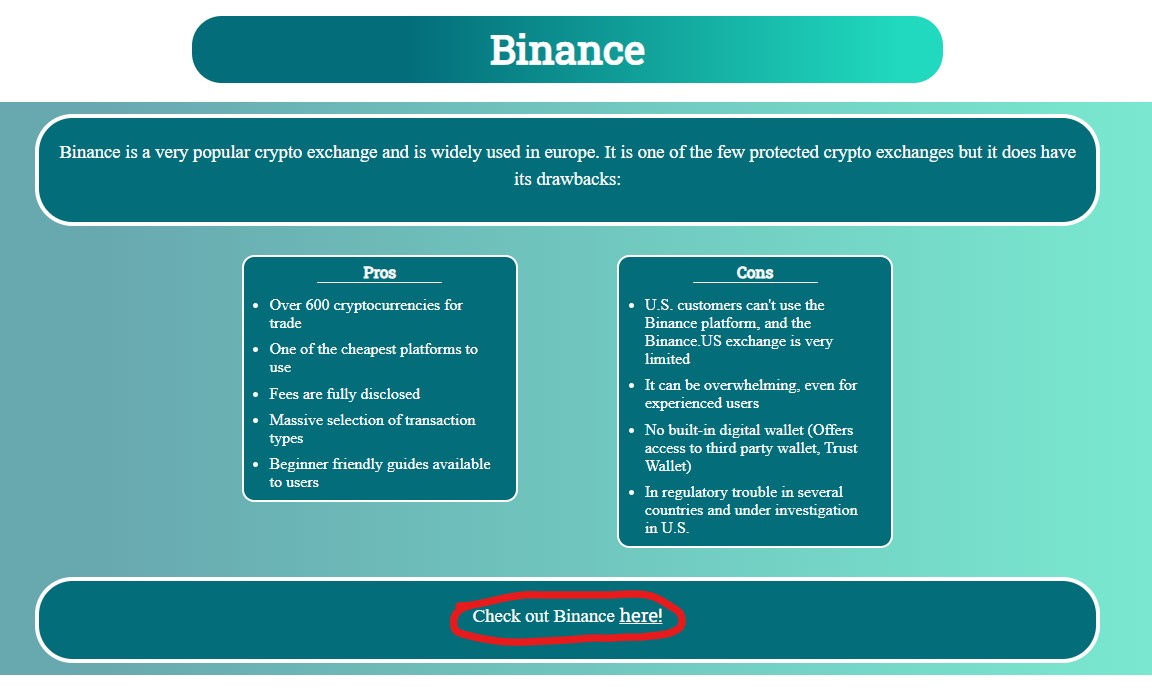 Binance
Binance is a very popular crypto exchange and is widely used in europe. It is one of the few protected crypto exchanges but it does have
its drawbacks:
Pros
Over 600 cryptocurrencies for
trade
One of the cheapest platforms to
use
Fees are fully disclosed
Massive selection of transaction
types
Beginner friendly guides available
to users
Cons
U.S. customers can't use the
Binance platform, and the
Binance.US exchange is very
limited
It can be overwhelming, even for
experienced users
No built-in digital wallet (Offers
access to third party wallet, Trust
Wallet)
In regulatory trouble in several
countries and under investigation
in U.S.
Check out Binance here!